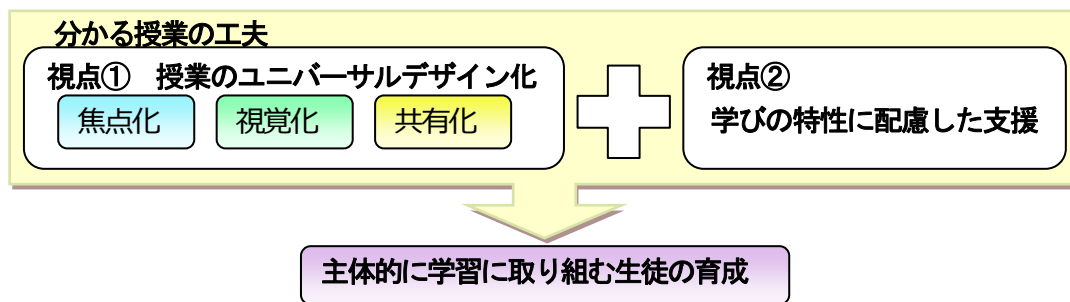 分かる授業の工夫
視点① 授業のユニバーサルデザイン化
焦点化 視覚化 共有化
視点②
学びの特性に配慮した支援
主体的に学習に取り組む生徒の育成